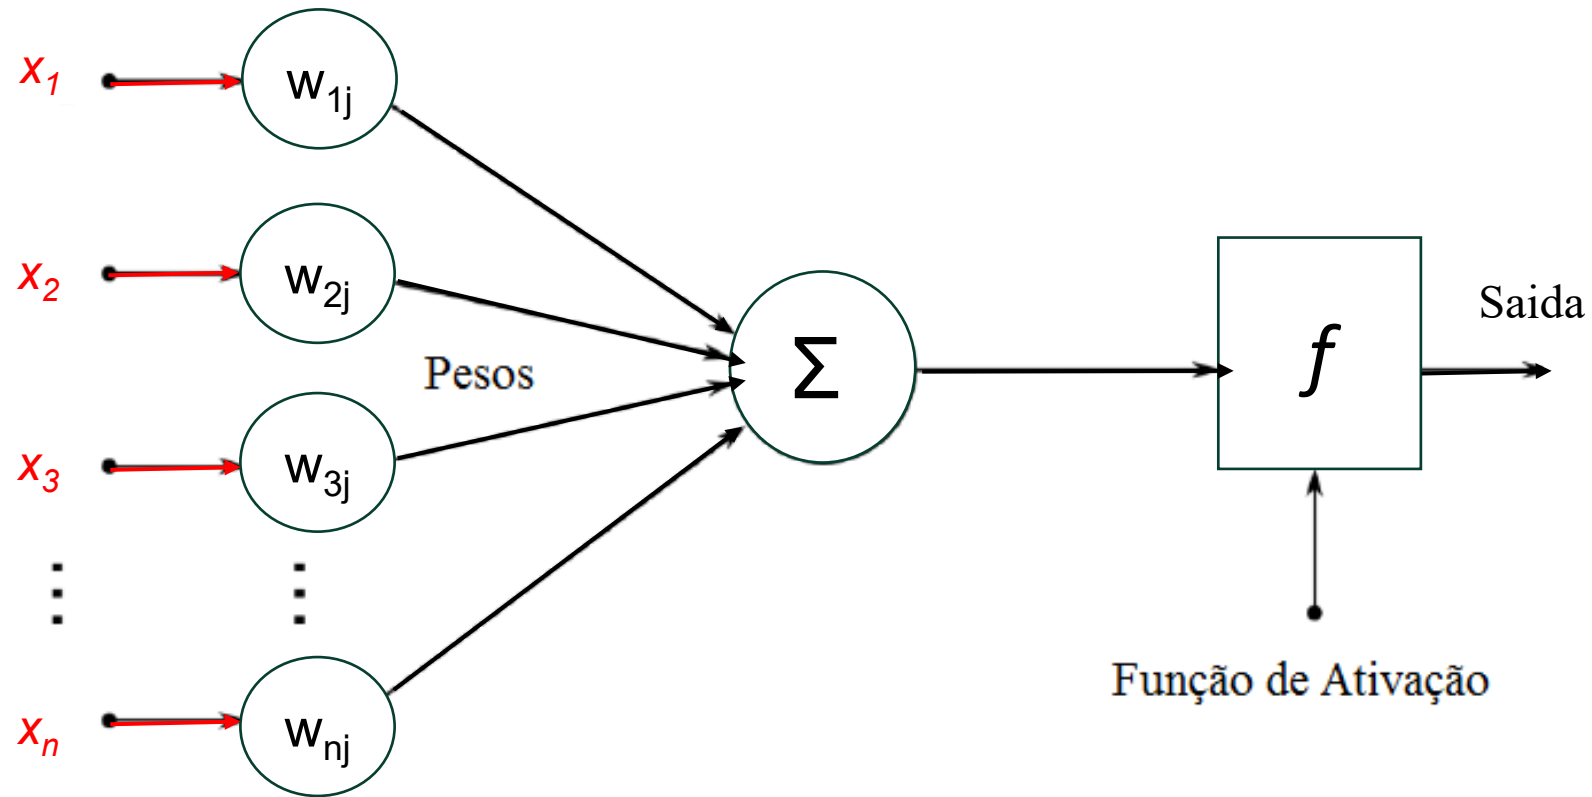 x₁
w₁ⱼ
x₂
w₂ⱼ
Saida
Pesos
Σ
f
x₃
w₃ⱼ
Função de Ativação
xₙ
wₙⱼ